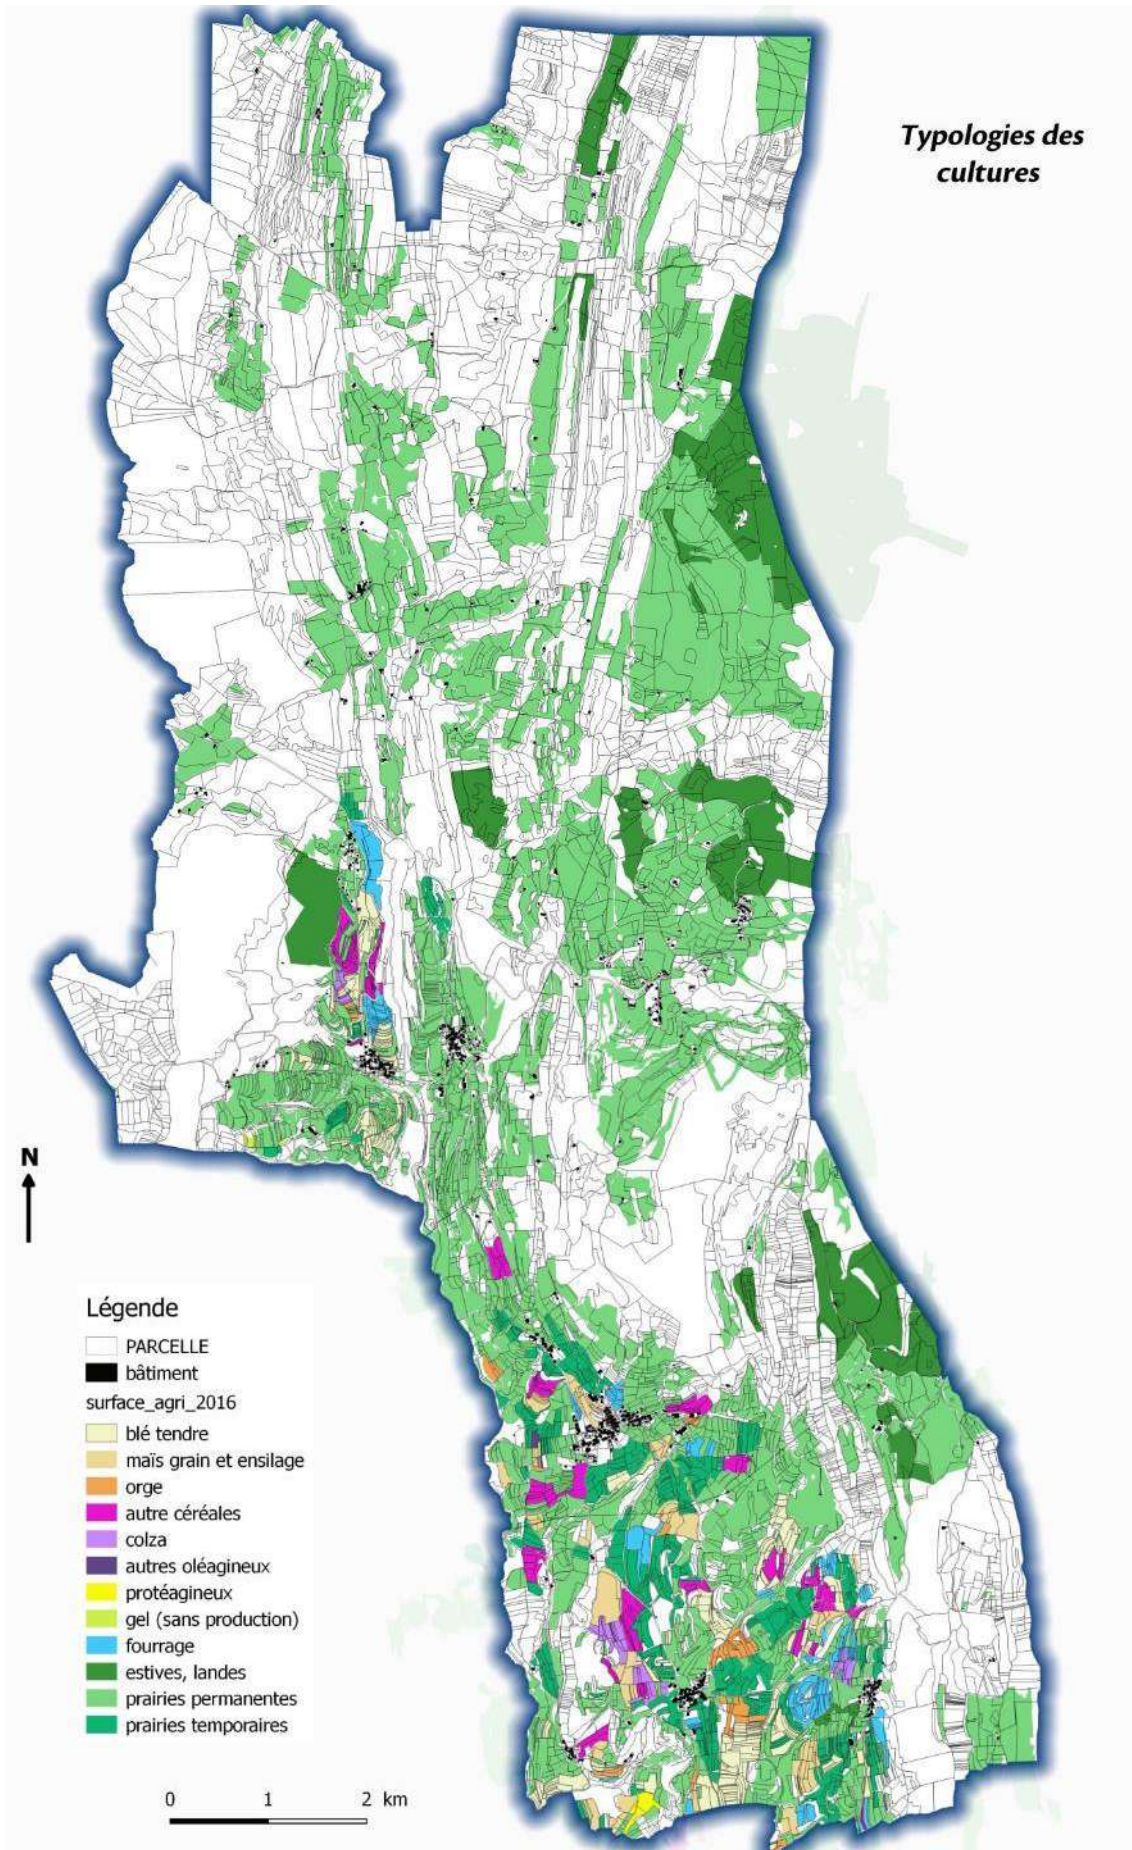 Typologies des
cultures
N
Légende
PARCELLE
bâtiment
surface_agri_2016
blé tendre
maïs grain et ensilage
orge
autre céréales
colza
autres oléagineux
protéagineux
gel (sans production)
fourrage
estives, landes
prairies permanentes
prairies temporaires
0 1 2 km